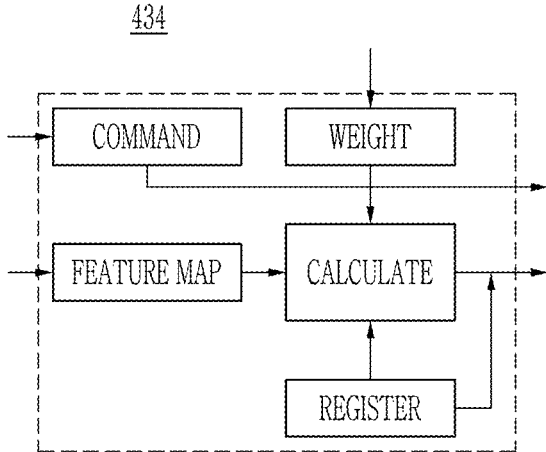 434
COMMAND
WEIGHT
FEATURE MAP
CALCULATE
REGISTER